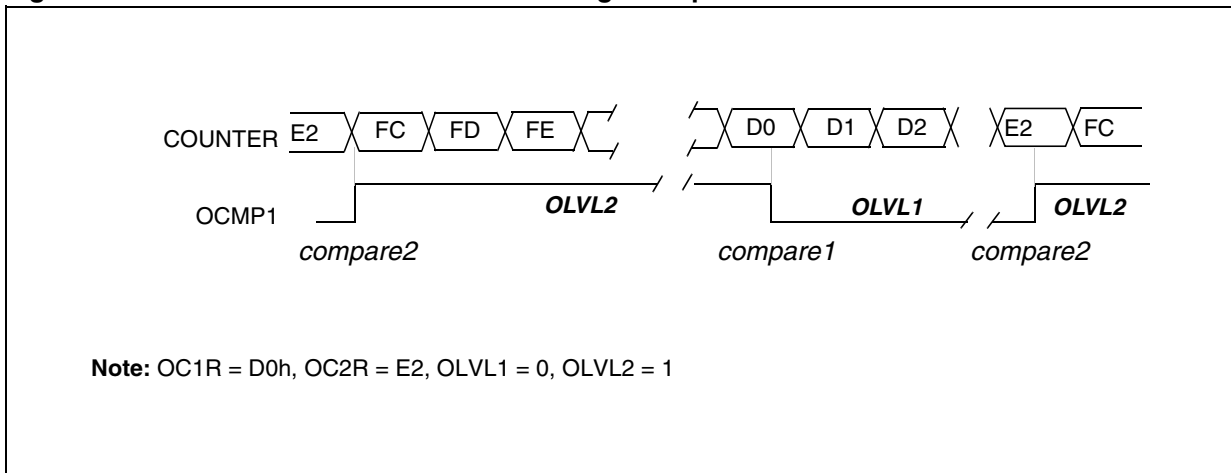 COUNTER E2 FC FD FE D0 D1 D2 E2 FC
OCMP1 OLVL2 OLVL1 OLVL2
compare2 compare1 compare2
Note: OC1R = D0h, OC2R = E2, OLVL1 = 0, OLVL2 = 1